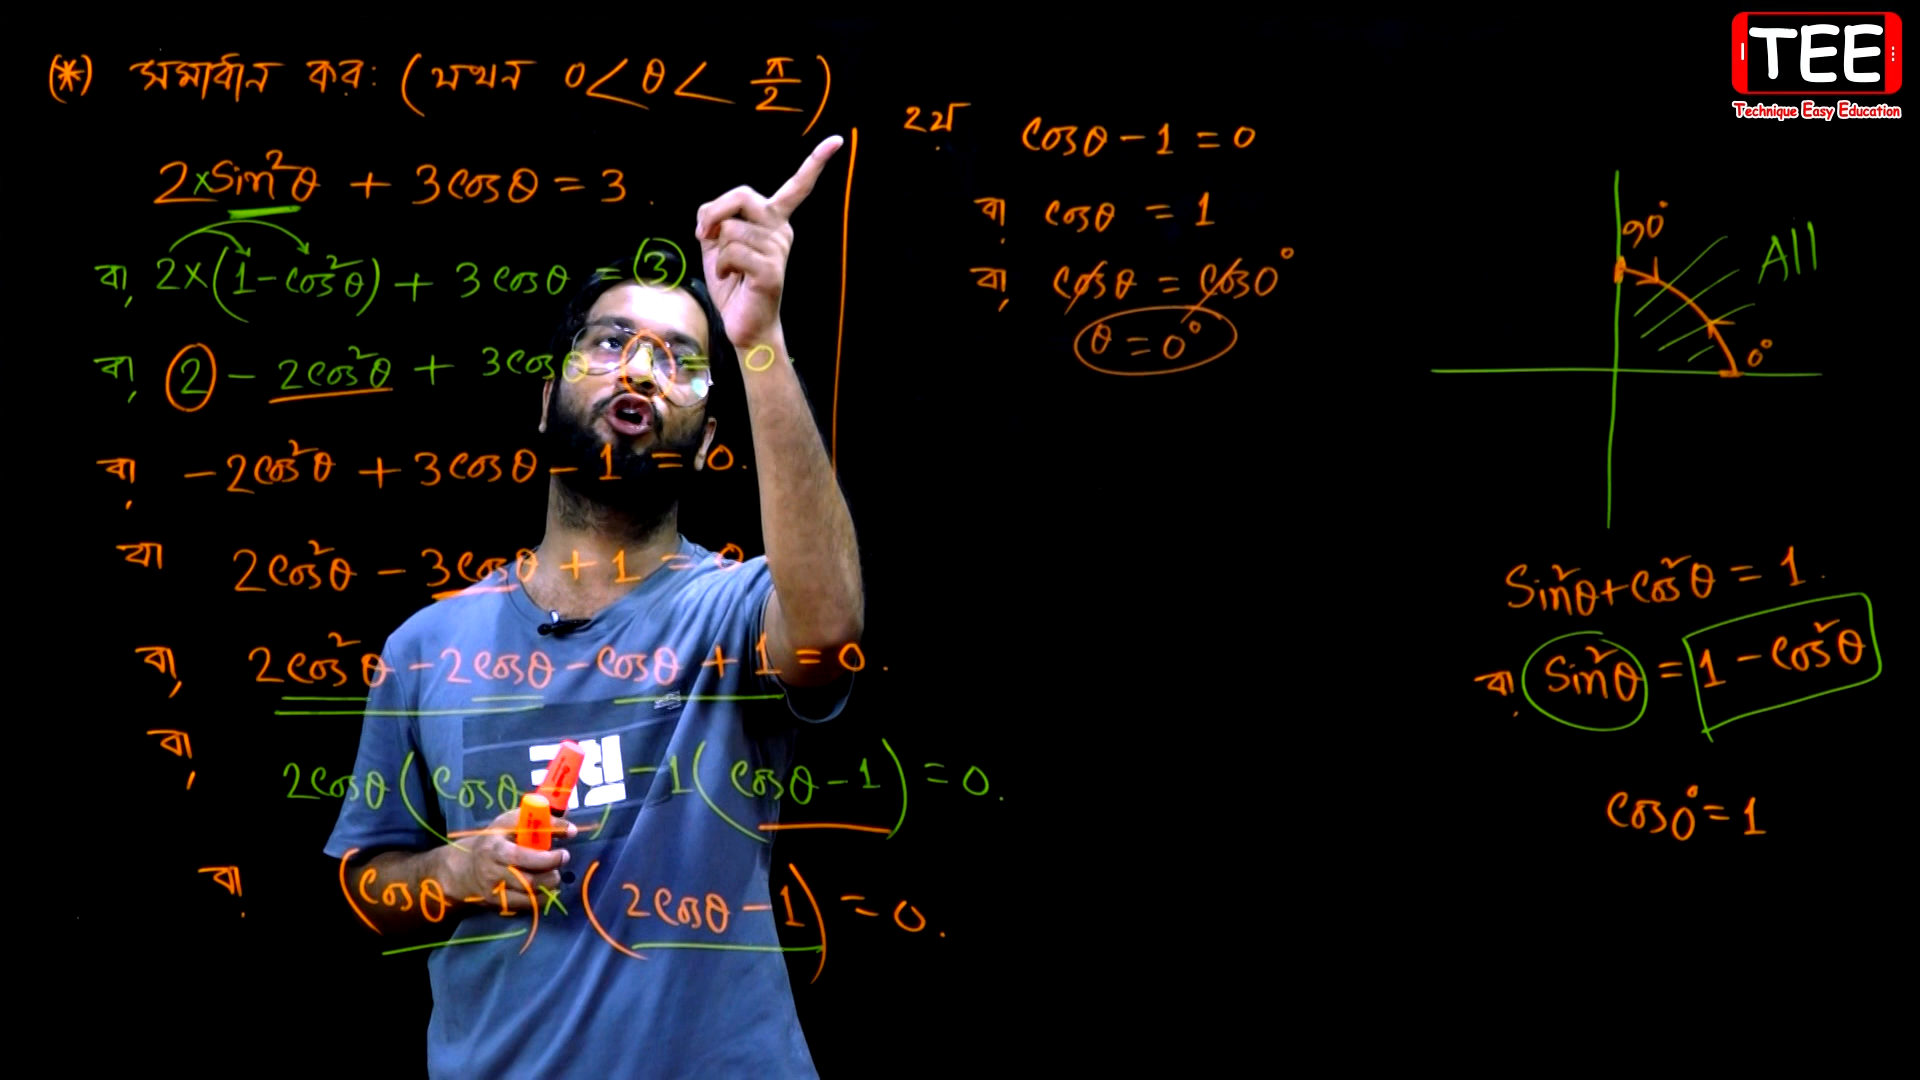 (*) সমাধান কর: (যখন 0 < θ < π/2)
2×Sin²θ + 3cosθ = 3.
বা, 2×(1-cos²θ) + 3cosθ = 3
বা, 2 - 2cos²θ + 3cosθ = 0
বা, -2cos²θ + 3cosθ - 1 = 0.
বা 2cos²θ - 3cosθ + 1 = 0
বা, 2cos²θ - 2cosθ - cosθ + 1 = 0.
বা, 2cosθ(cosθ -1(cosθ-1) = 0.
বা, (cosθ-1)×(2cosθ-1) = 0.
cosθ - 1 = 0
বা, cosθ = 1
বা, cosθ = cos0°
θ = 0°
90°
All
0°
Sin²θ+cos²θ = 1.
বা, Sin²θ = 1 - cos²θ
cos0° = 1
TEE
Technique Easy Education